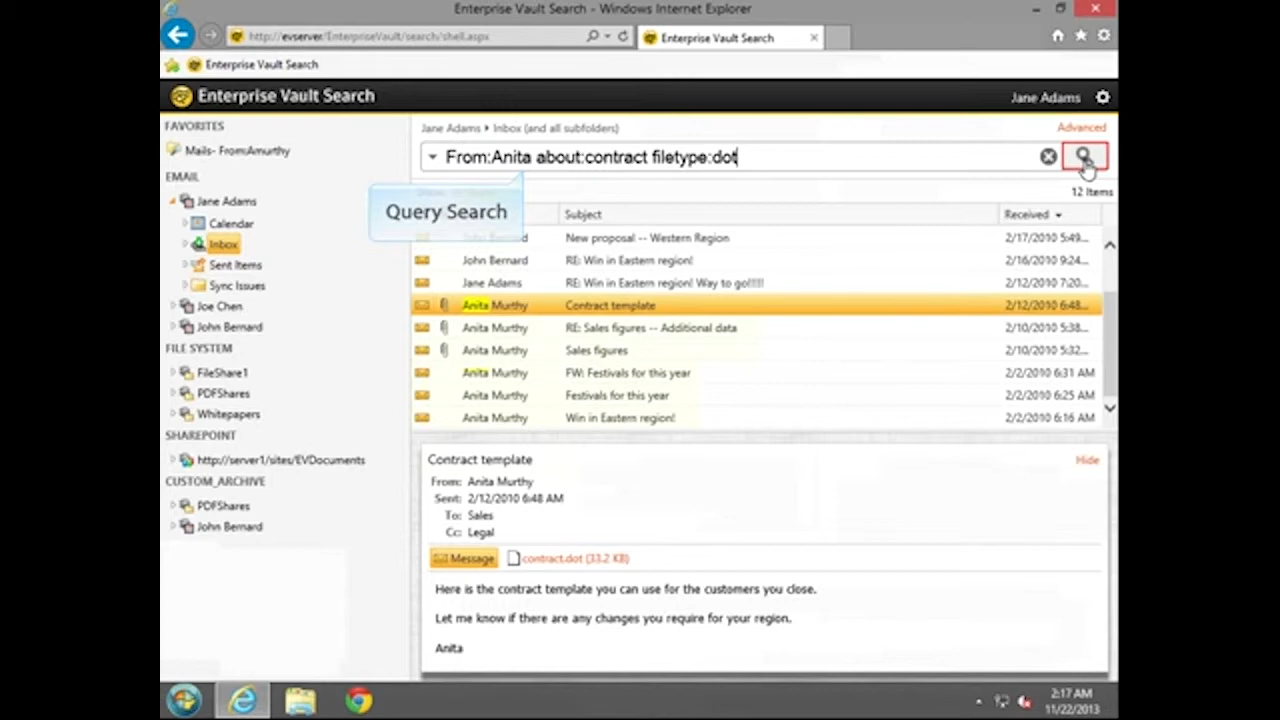 Enterprise Vault Search - Windows Internet Explorer
http://evserver/EnterpriseVault/search/shell.aspx
Enterprise Vault Search
Enterprise Vault Search
Enterprise Vault Search
Jane Adams
FAVORITES
Mails- From:Amurthy
EMAIL
Jane Adams
Calendar
Inbox
Sent Items
Sync Issues
Joe Chen
John Bernard
FILE SYSTEM
FileShare1
PDFShares
Whitepapers
SHAREPOINT
http://server1/sites/EVDocuments
CUSTOM_ARCHIVE
PDFShares
John Bernard
Jane Adams Inbox (and all subfolders)
Advanced
From:Anita about:contract filetype:dot
Query Search
12 Items
Subject Received
John Bernard New proposal -- Western Region 2/17/2010 5:49...
John Bernard RE: Win in Eastern region! 2/16/2010 9:24...
Jane Adams RE: Win in Eastern region! Way to go!!!!! 2/12/2010 7:20...
Anita Murthy Contract template 2/12/2010 6:48...
Anita Murthy RE: Sales figures -- Additional data 2/10/2010 5:38...
Anita Murthy Sales figures 2/10/2010 5:32...
Anita Murthy FW: Festivals for this year 2/2/2010 6:31 AM
Anita Murthy Festivals for this year 2/2/2010 6:25 AM
Anita Murthy Win in Eastern region! 2/2/2010 6:16 AM
Contract template
Hide
From: Anita Murthy
Sent: 2/12/2010 6:48 AM
To: Sales
Cc: Legal
Message contract.dot (33.2 KB)
Here is the contract template you can use for the customers you close.
Let me know if there are any changes you require for your region.
Anita
2:17 AM
11/22/2013